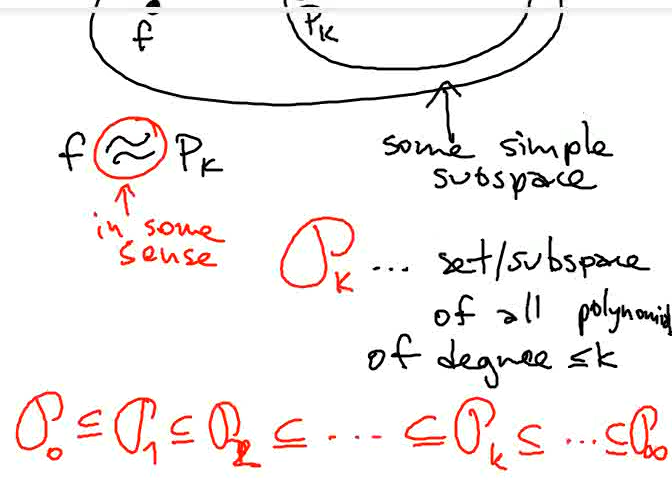 f P_K
f ≈ P_K
some simple
subspace
in some
sense
𝒫_K ... set/subspace
of all polynomial
of degree ≤k
𝒫_0 ⊆ 𝒫_1 ⊆ 𝒫_2 ⊆ ... ⊆ 𝒫_k ⊆ ... ⊆ 𝒫_∞